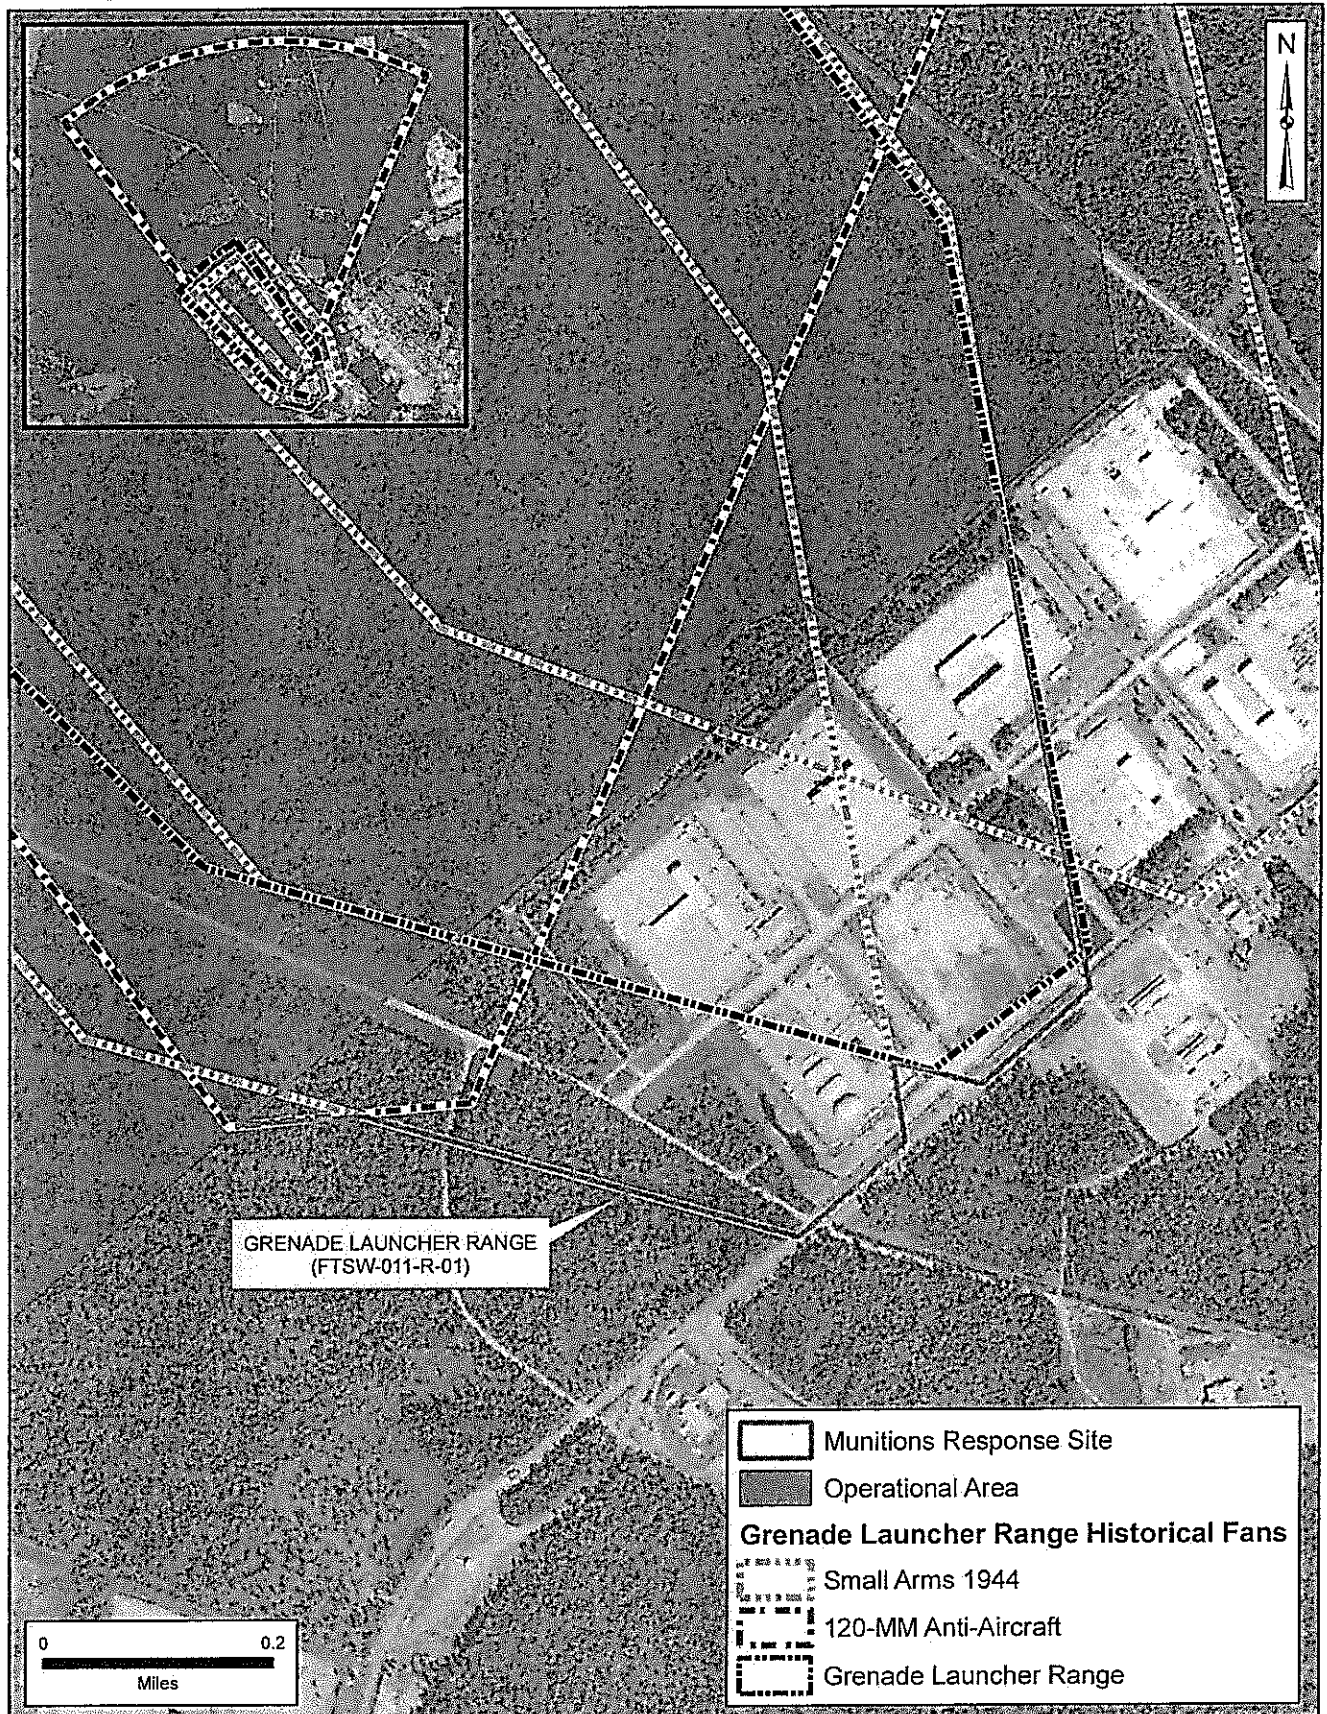 N
GRENADE LAUNCHER RANGE
(FTSW-011-R-01)
Munitions Response Site
Operational Area
Grenade Launcher Range Historical Fans
Small Arms 1944
120-MM Anti-Aircraft
Grenade Launcher Range
0 0.2
Miles